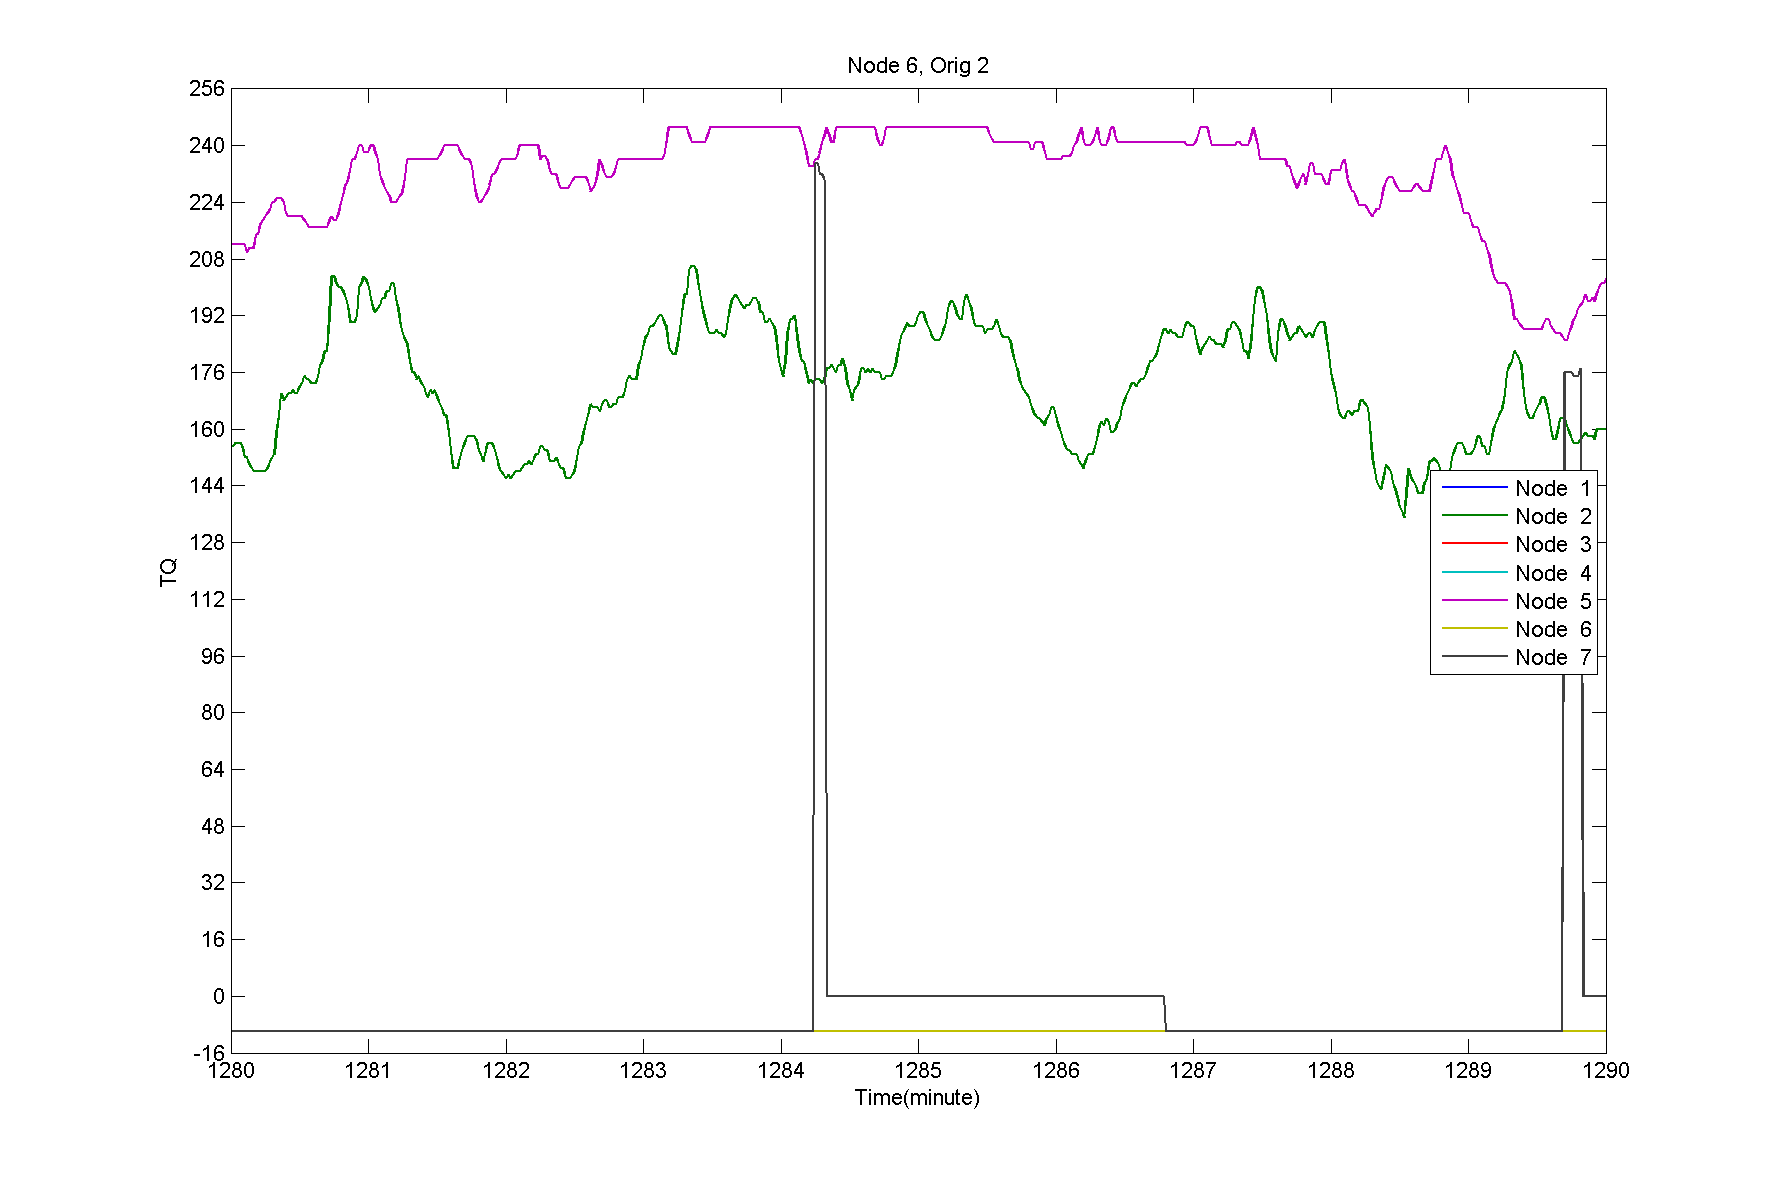 Node 6, Orig 2
256
240
224
208
192
176
160
144
128
112
96
80
64
48
32
16
0
-16
TQ
Node 1
Node 2
Node 3
Node 4
Node 5
Node 6
Node 7
1280 1281 1282 1283 1284 1285 1286 1287 1288 1289 1290
Time(minute)